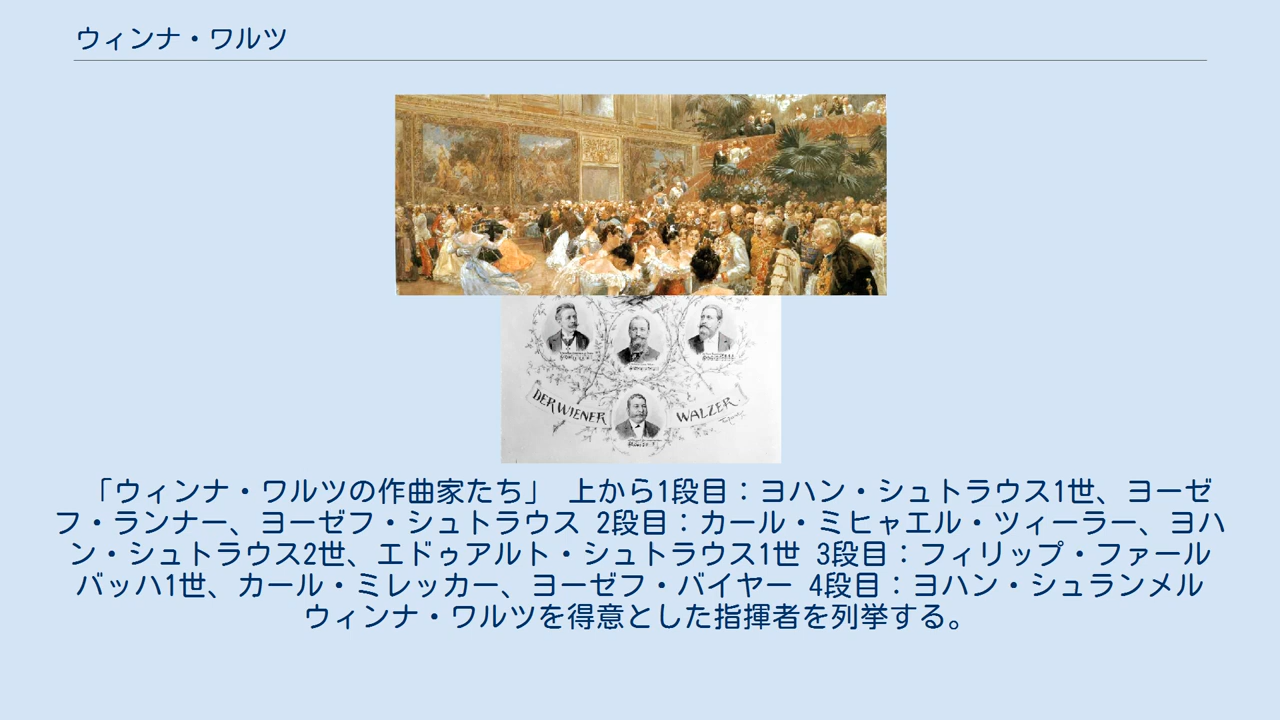 ウィンナ・ワルツ
DER WIENER WALZER
「ウィンナ・ワルツの作曲家たち」 上から1段目：ヨハン・シュトラウス1世、ヨーゼ
フ・ランナー、ヨーゼフ・シュトラウス 2段目：カール・ミヒャエル・ツィーラー、ヨハ
ン・シュトラウス2世、エドゥアルト・シュトラウス1世 3段目：フィリップ・ファール
バッハ1世、カール・ミレッカー、ヨーゼフ・バイヤー 4段目：ヨハン・シュランメル
ウィンナ・ワルツを得意とした指揮者を列挙する。